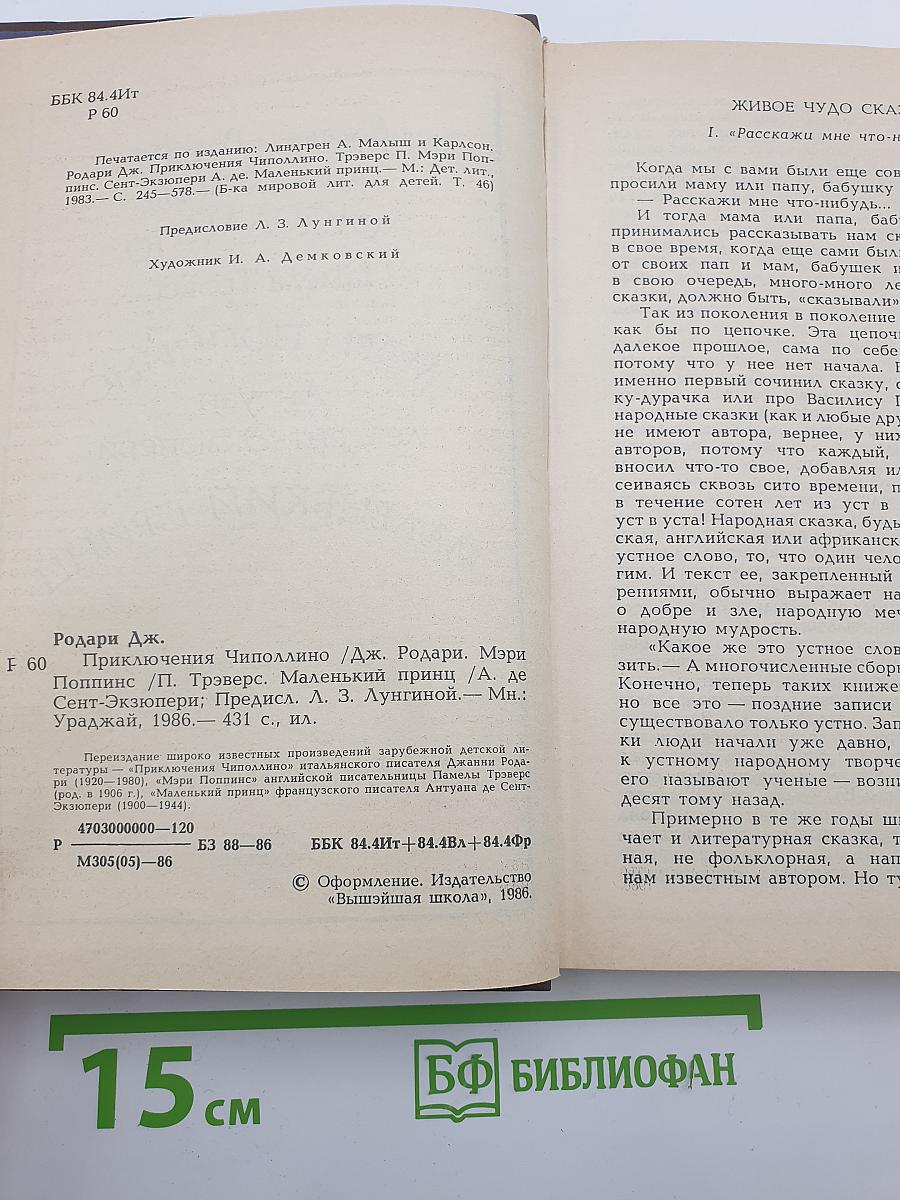 ББК 84.4Ит
Р 60
Печатается по изданию: Линдгрен А. Малыш и Карлсон.
Родари Дж. Приключения Чиполлино. Трэверс П. Мэри Поп-
пинс. Сент-Экзюпери А. де. Маленький принц.— М.: Дет. лит.,
1983.— С. 245—578.— (Б-ка мировой лит. для детей. Т. 46)
Предисловие Л. З. Лунгиной
Художник И. А. Демковский
Родари Дж.
Р 60 Приключения Чиполлино /Дж. Родари. Мэри
Поппинс /П. Трэверс. Маленький принц /А. де
Сент-Экзюпери; Предисл. Л. З. Лунгиной.— Мн.:
Ураджай, 1986.— 431 с., ил.
Переиздание широко известных произведений зарубежной детской ли-
тературы — «Приключения Чиполлино» итальянского писателя Джанни Рода-
ри (1920—1980), «Мэри Поппинс» английской писательницы Памелы Трэверс
(род. в 1906 г.), «Маленький принц» французского писателя Антуана де Сент-
Экзюпери (1900—1944).
4703000000—120
Р БЗ 88—86 ББК 84.4Ит+84.4Вл+84.4Фр
М305(05)—86
© Оформление. Издательство
«Вышэйшая школа», 1986.
ЖИВОЕ ЧУДО СКАЗ
I. «Расскажи мне что-н
Когда мы с вами были еще сов
просили маму или папу, бабушку
— Расскажи мне что-нибудь...
И тогда мама или папа, баб
принимались рассказывать нам ск
в свое время, когда еще сами был
от своих пап и мам, бабушек и
в свою очередь, много-много ле
сказки, должно быть, «сказывали»
Так из поколения в поколение
как бы по цепочке. Эта цепоч
далекое прошлое, сама по себе
потому что у нее нет начала. В
именно первый сочинил сказку, с
ку-дурачка или про Василису П
народные сказки (как и любые дру
не имеют автора, вернее, у них
авторов, потому что каждый,
вносил что-то свое, добавляя ил
сеиваясь сквозь сито времени, п
в течение сотен лет из уст в
уст в уста! Народная сказка, будь
ская, английская или африканск
устное слово, то, что один чело
гим. И текст ее, закрепленный
рениями, обычно выражает на
о добре и зле, народную меч
народную мудрость.
«Какое же это устное слов
зить.— А многочисленные сборн
Конечно, теперь таких книже
но все это — поздние записи
существовало только устно. Зап
ки люди начали уже давно,
к устному народному творче
его называют ученые — возни
десят тому назад.
Примерно в те же годы ш
чает и литературная сказка, т
ная, не фольклорная, а нап
нам известным автором. Но ту
15 см
БФ БИБЛИОФАН